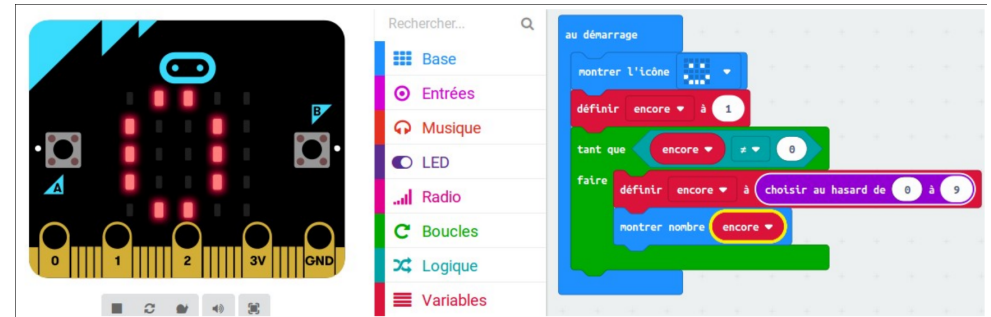 B
A
0 1 2 3V GND
Rechercher...
Base
Entrées
Musique
LED
Radio
Boucles
Logique
Variables
au démarrage
montrer l'icône
définir encore à 1
tant que encore ≠ 0
faire
définir encore à choisir au hasard de 0 à 9
montrer nombre encore